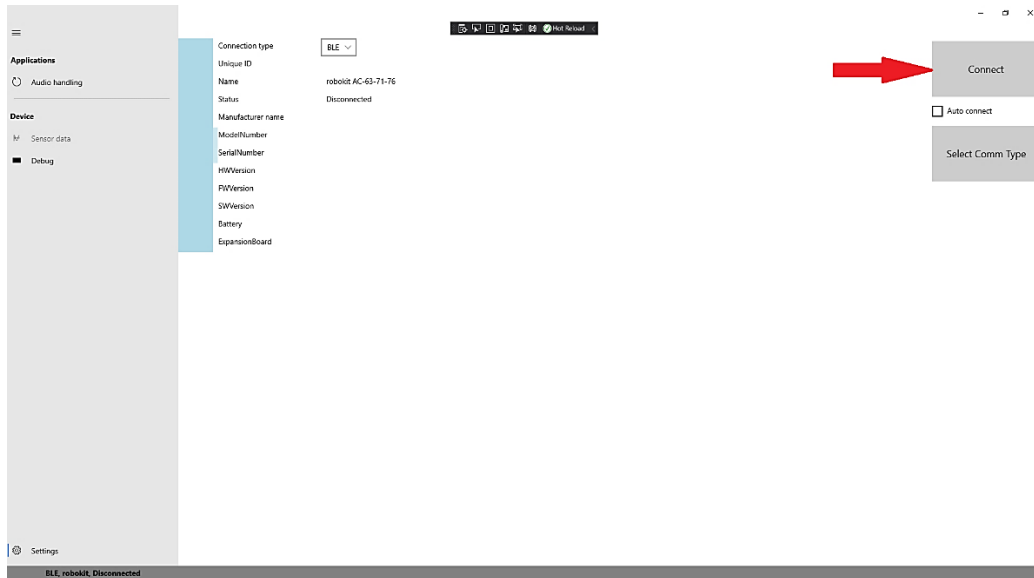 Hot Reload
Applications
Audio handling
Device
Sensor data
Debug
Settings
Connection type BLE
Unique ID
Name robokit AC-63-71-76
Status Disconnected
Manufacturer name
ModelNumber
SerialNumber
HWVersion
FWVersion
SWVersion
Battery
ExpansionBoard
Connect
Auto connect
Select Comm Type
BLE, robokit, Disconnected